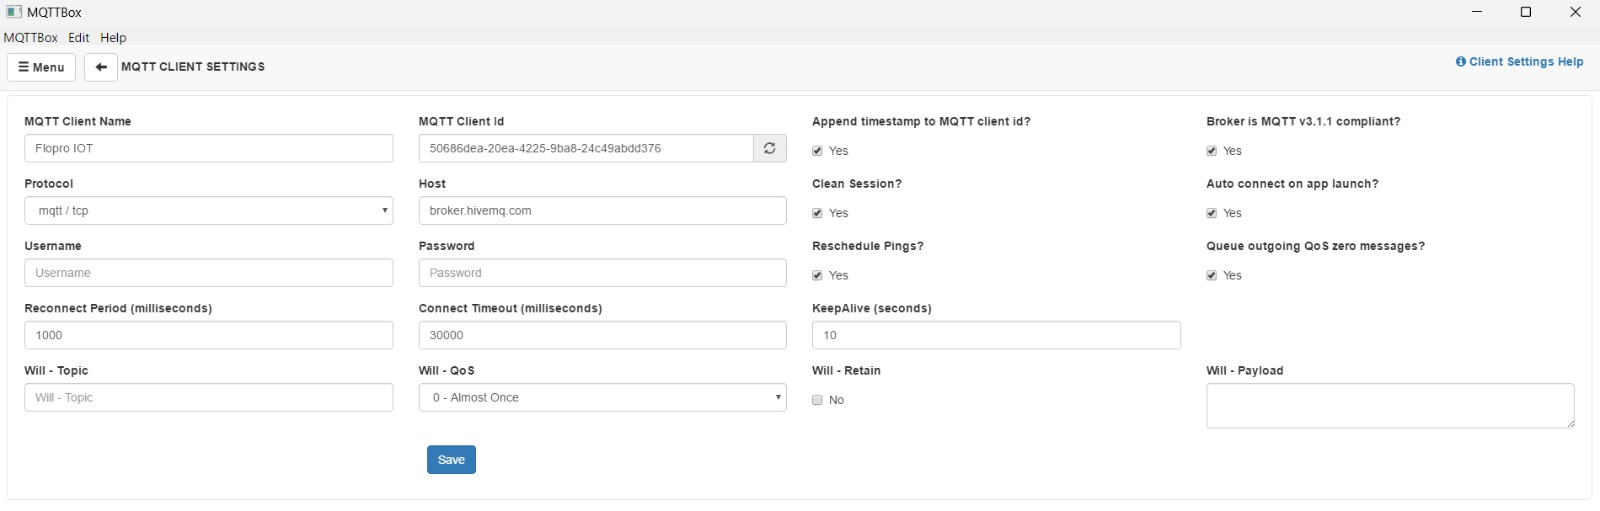 MQTTBox
MQTTBox Edit Help
Menu MQTT CLIENT SETTINGS Client Settings Help
MQTT Client Name MQTT Client Id Append timestamp to MQTT client id? Broker is MQTT v3.1.1 compliant?
Flopro IOT 50686dea-20ea-4225-9ba8-24c49abdd376 Yes Yes
Protocol Host Clean Session? Auto connect on app launch?
mqtt / tcp broker.hivemq.com Yes Yes
Username Password Reschedule Pings? Queue outgoing QoS zero messages?
Username Password Yes Yes
Reconnect Period (milliseconds) Connect Timeout (milliseconds) KeepAlive (seconds)
1000 30000 10
Will - Topic Will - QoS Will - Retain Will - Payload
Will - Topic 0 - Almost Once No
Save